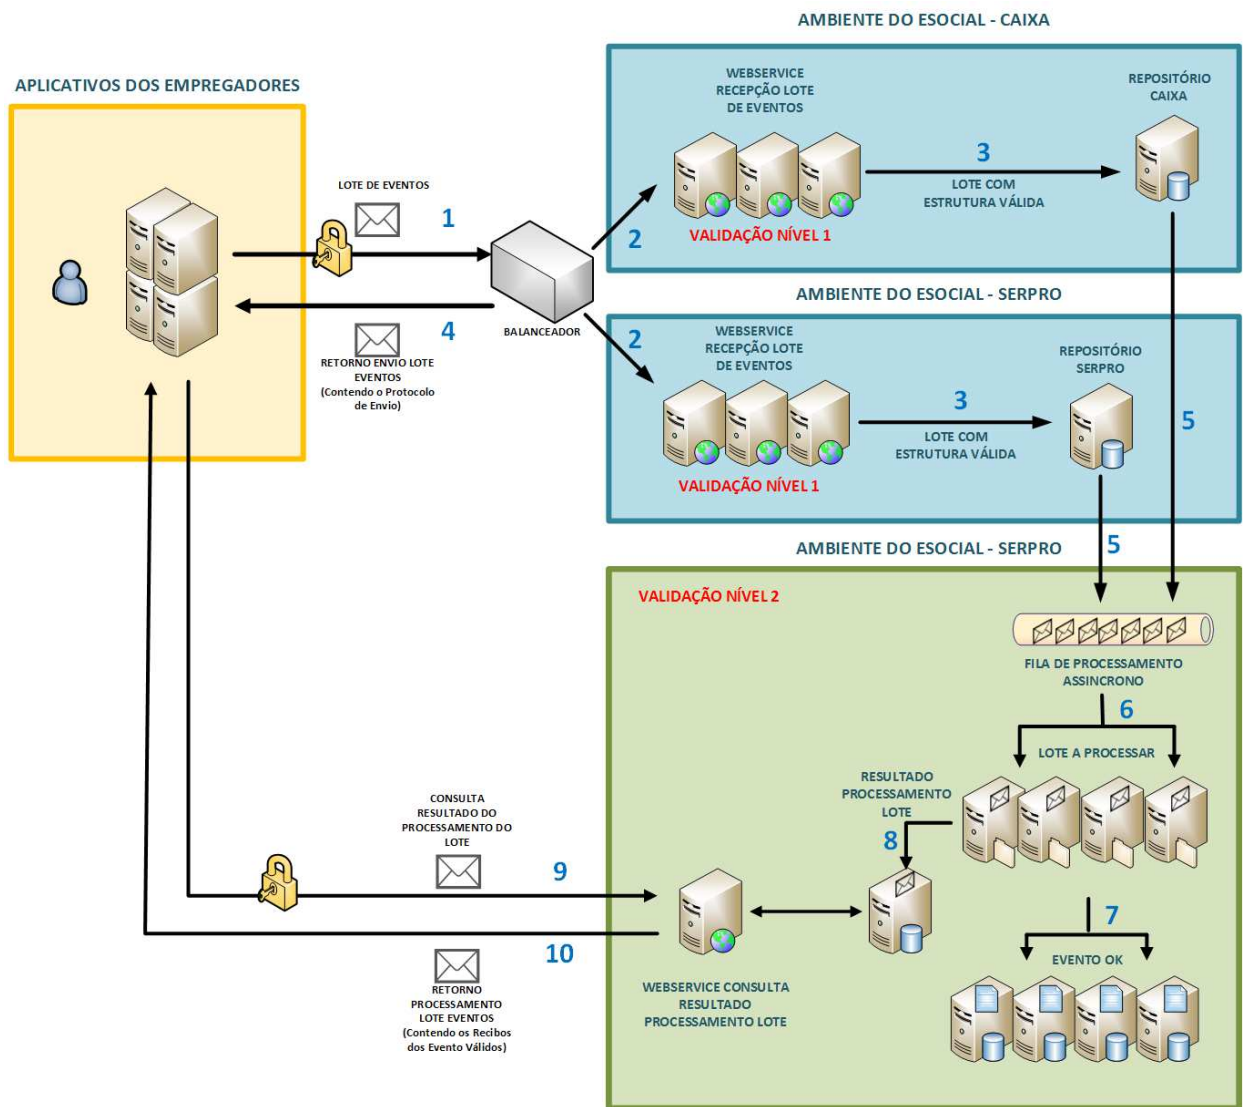 AMBIENTE DO ESOCIAL - CAIXA
APLICATIVOS DOS EMPREGADORES
WEBSERVICE
RECEPÇÃO LOTE
DE EVENTOS
REPOSITÓRIO
CAIXA
3
LOTE COM
ESTRUTURA VÁLIDA
VALIDAÇÃO NÍVEL 1
LOTE DE EVENTOS
1
2
BALANCEADOR
4
RETORNO ENVIO LOTE
EVENTOS
(Contendo o Protocolo
de Envio)
2
AMBIENTE DO ESOCIAL - SERPRO
WEBSERVICE
RECEPÇÃO LOTE
DE EVENTOS
REPOSITÓRIO
SERPRO
3
LOTE COM
ESTRUTURA VÁLIDA
VALIDAÇÃO NÍVEL 1
5
5
AMBIENTE DO ESOCIAL - SERPRO
VALIDAÇÃO NÍVEL 2
FILA DE PROCESSAMENTO
ASSINCRONO
6
LOTE A PROCESSAR
RESULTADO
PROCESSAMENTO
LOTE
8
7
EVENTO OK
CONSULTA
RESULTADO DO
PROCESSAMENTO DO
LOTE
9
10
WEBSERVICE CONSULTA
RESULTADO
PROCESSAMENTO LOTE
RETORNO
PROCESSAMENTO
LOTE EVENTOS
(Contendo os Recibos
dos Evento Válidos)